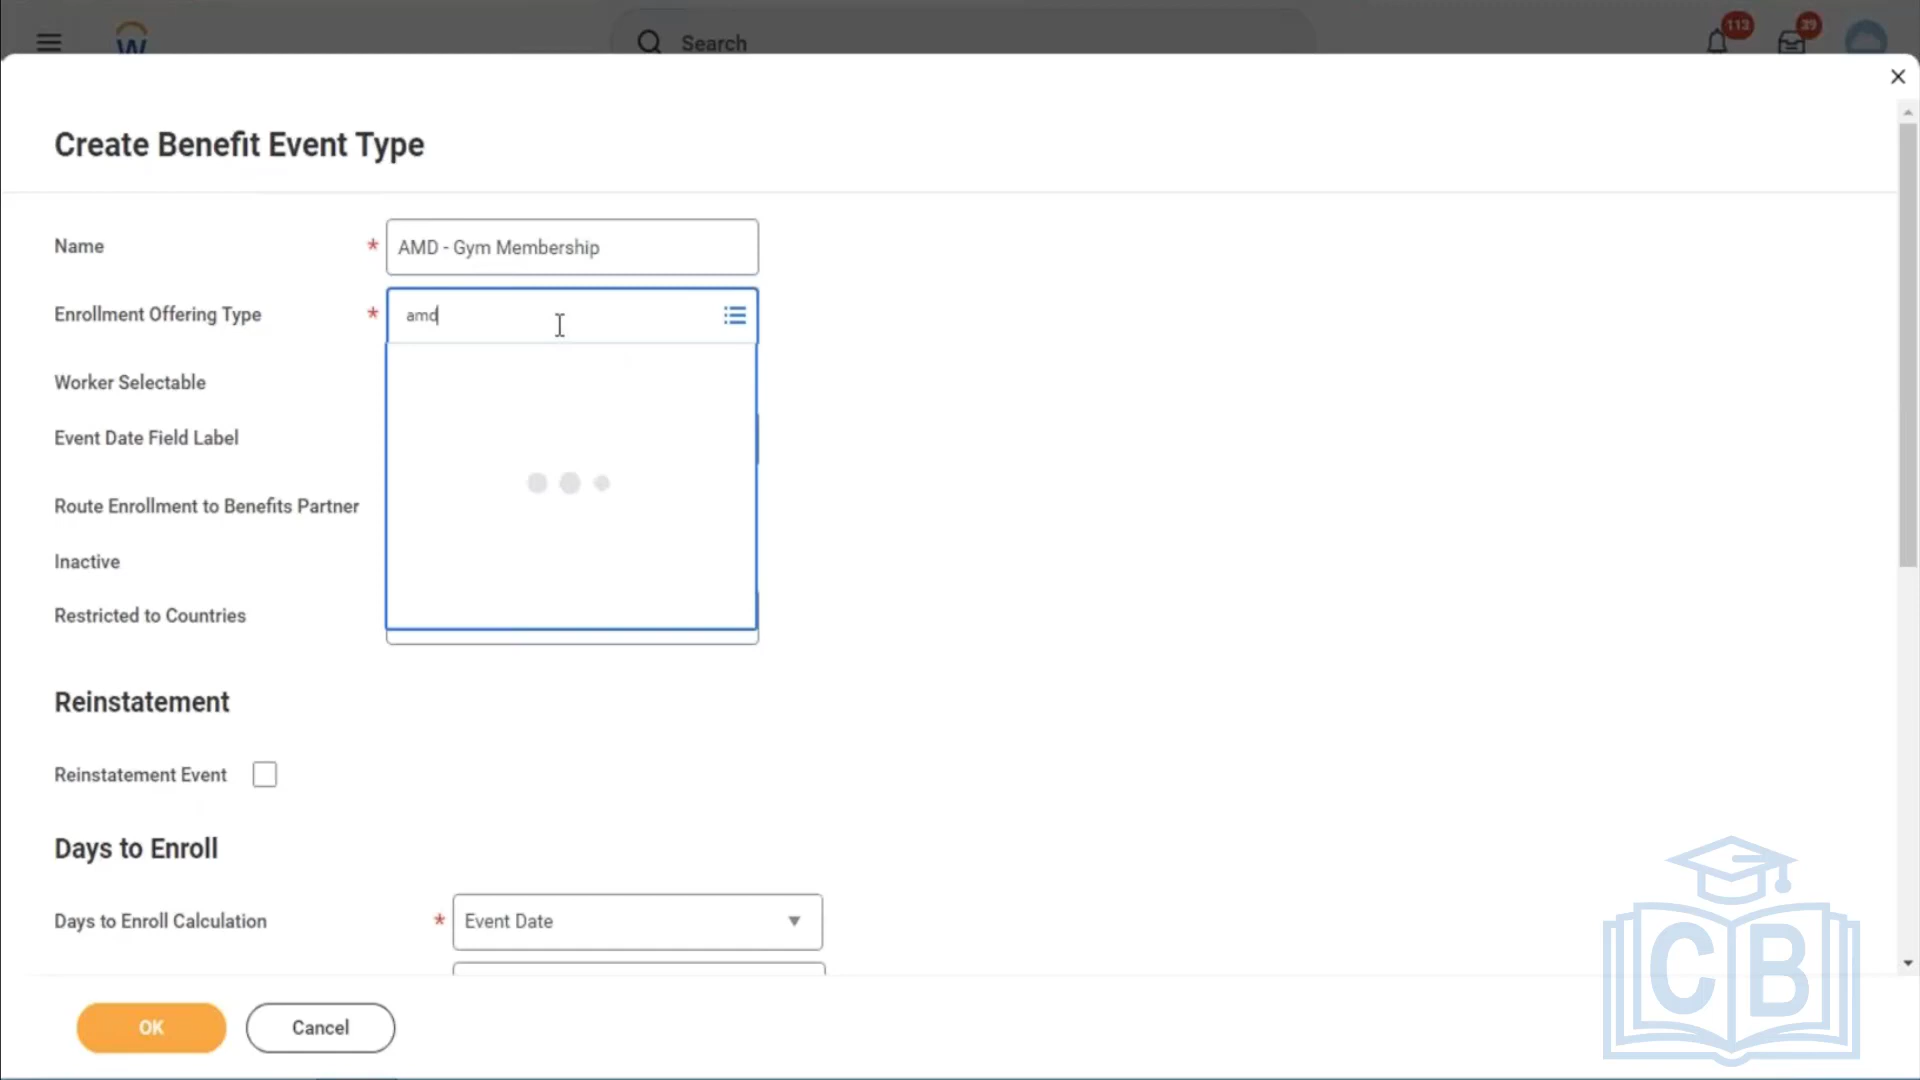 W
Search
113
39
Create Benefit Event Type
Name * AMD - Gym Membership
Enrollment Offering Type * amd
Worker Selectable
Event Date Field Label
Route Enrollment to Benefits Partner
Inactive
Restricted to Countries
Reinstatement
Reinstatement Event
Days to Enroll
Days to Enroll Calculation * Event Date
OK
Cancel
CB